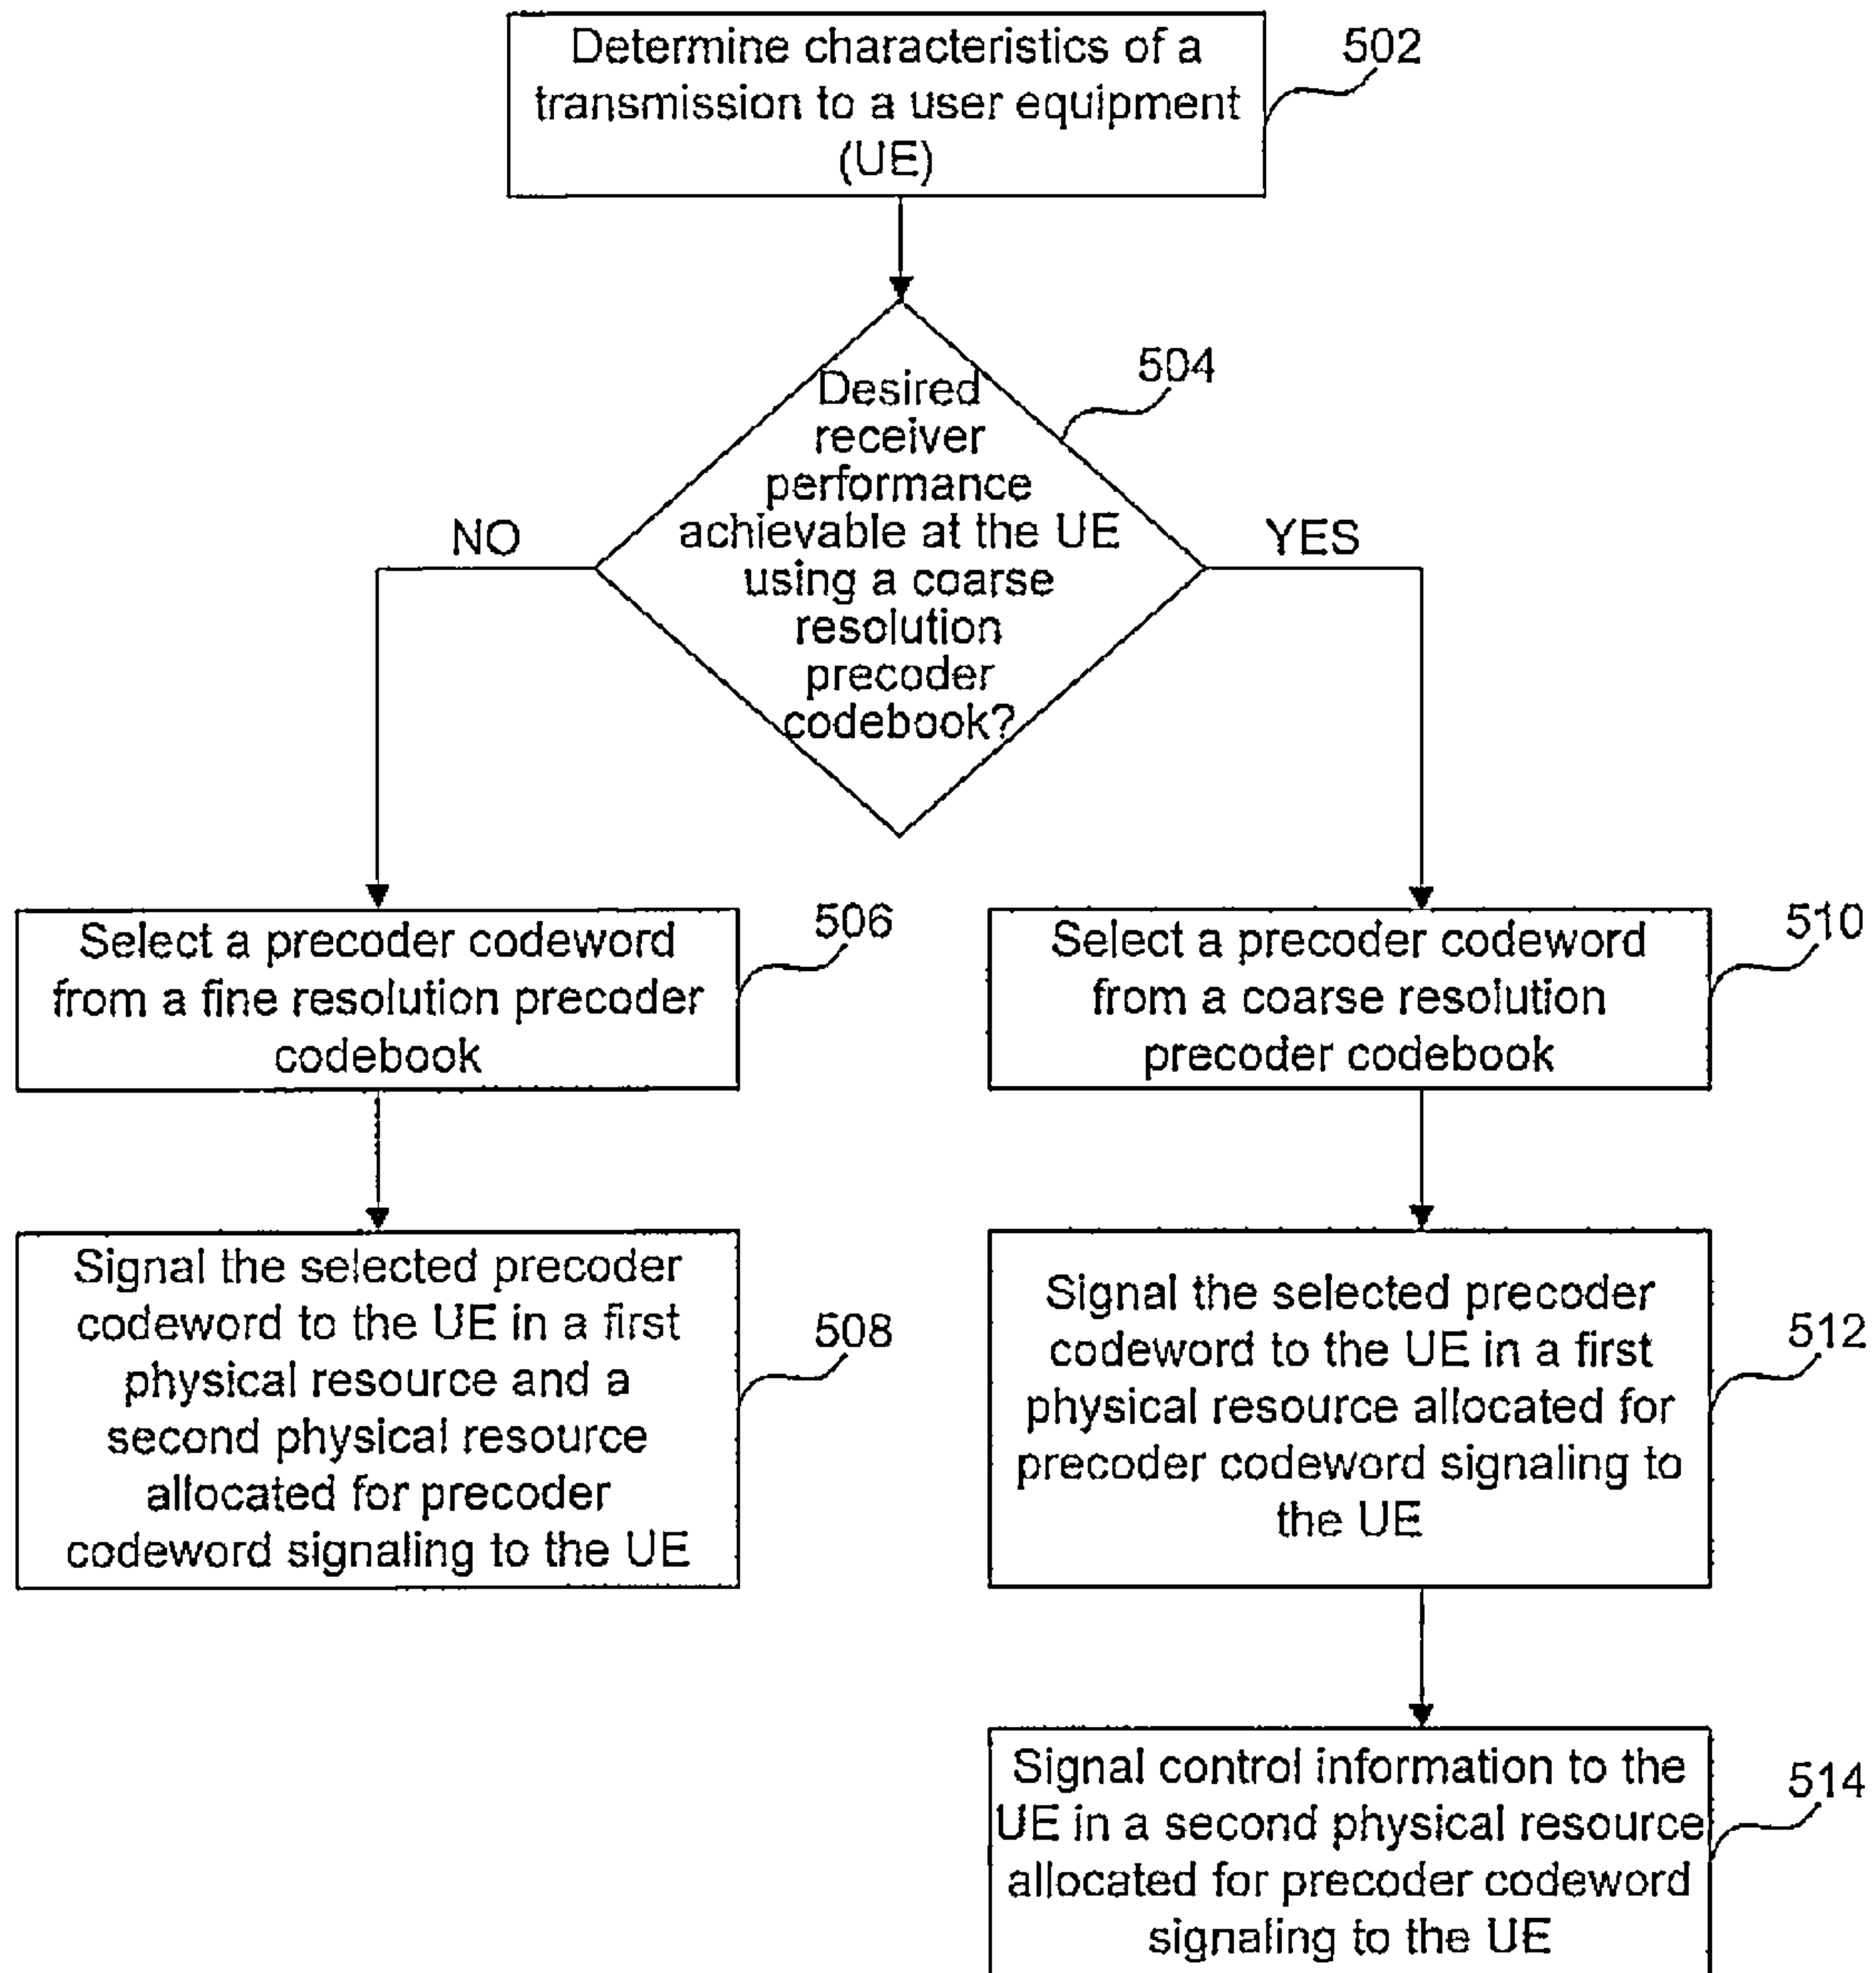 Determine characteristics of a
transmission to a user equipment
(UE)
502
Desired
receiver
performance
achievable at the UE
using a coarse
resolution
precoder
codebook?
504
NO
YES
Select a precoder codeword
from a fine resolution precoder
codebook
506
Select a precoder codeword
from a coarse resolution
precoder codebook
510
Signal the selected precoder
codeword to the UE in a first
physical resource and a
second physical resource
allocated for precoder
codeword signaling to the UE
508
Signal the selected precoder
codeword to the UE in a first
physical resource allocated for
precoder codeword signaling to
the UE
512
Signal control information to the
UE in a second physical resource
allocated for precoder codeword
signaling to the UE
514